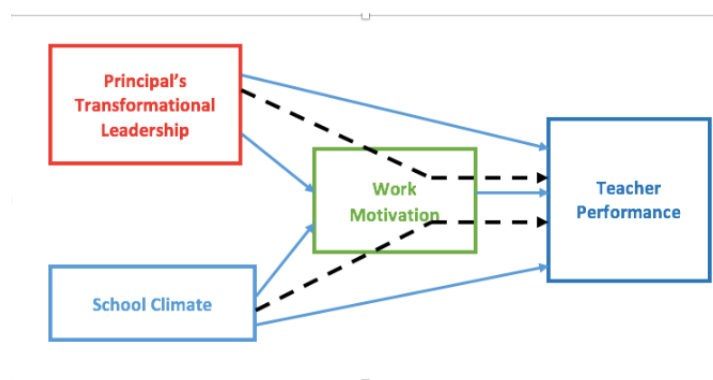 Principal's
Transformational
Leadership
Work
Motivation
Teacher
Performance
School Climate